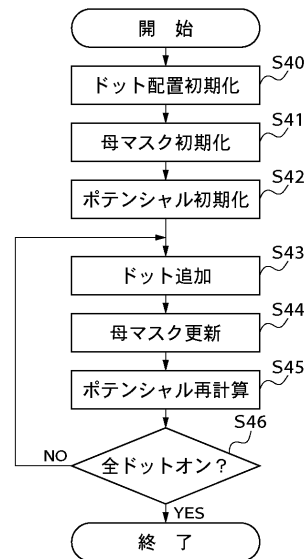 開 始
S40
ドット配置初期化
S41
母マスク初期化
S42
ポテンシャル初期化
S43
ドット追加
S44
母マスク更新
S45
ポテンシャル再計算
S46
全ドットオン？
NO
YES
終 了